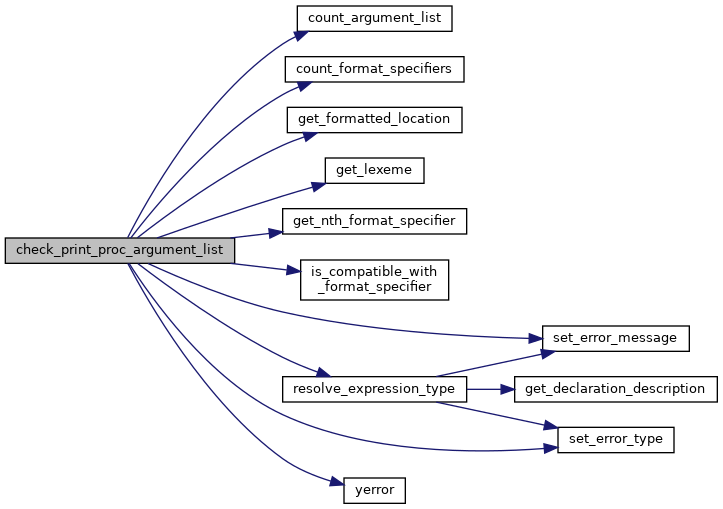 count_argument_list
count_format_specifiers
get_formatted_location
get_lexeme
get_nth_format_specifier
check_print_proc_argument_list
is_compatible_with
_format_specifier
set_error_message
resolve_expression_type
get_declaration_description
set_error_type
yerror